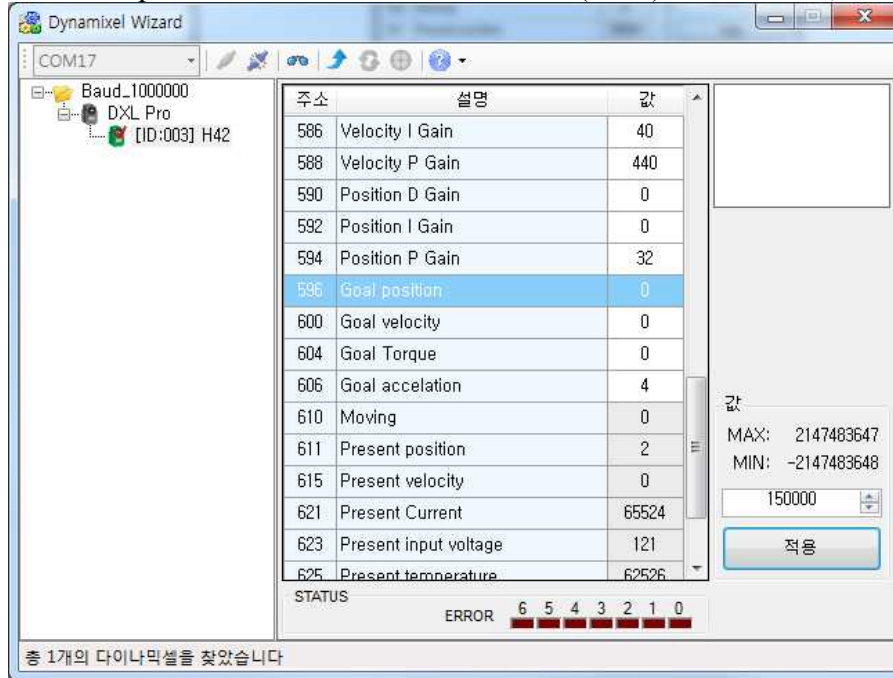 Dynamixel Wizard
COM17
Baud_1000000
DXL Pro
[ID:003] H42
주소 설명 값
586 Velocity I Gain 40
588 Velocity P Gain 440
590 Position D Gain 0
592 Position I Gain 0
594 Position P Gain 32
596 Goal position 0
600 Goal velocity 0
604 Goal Torque 0
606 Goal accelation 4
610 Moving 0
611 Present position 2
615 Present velocity 0
621 Present Current 65524
623 Present input voltage 121
625 Present temperature 62526
값
MAX: 2147483647
MIN: -2147483648
150000
적용
STATUS
ERROR 6 5 4 3 2 1 0
총 1개의 다이나믹셀을 찾았습니다